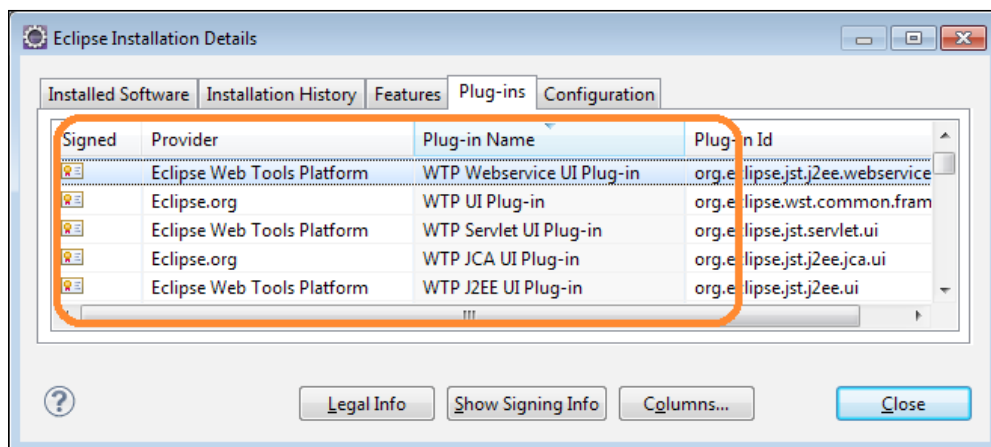 Eclipse Installation Details
Installed Software Installation History Features Plug-ins Configuration
Signed Provider Plug-in Name Plug-in Id
Eclipse Web Tools Platform WTP Webservice UI Plug-in org.eclipse.jst.j2ee.webservice
Eclipse.org WTP UI Plug-in org.eclipse.wst.common.fram
Eclipse Web Tools Platform WTP Servlet UI Plug-in org.eclipse.jst.servlet.ui
Eclipse.org WTP JCA UI Plug-in org.eclipse.jst.j2ee.jca.ui
Eclipse Web Tools Platform WTP J2EE UI Plug-in org.eclipse.jst.j2ee.ui
Legal Info Show Signing Info Columns... Close